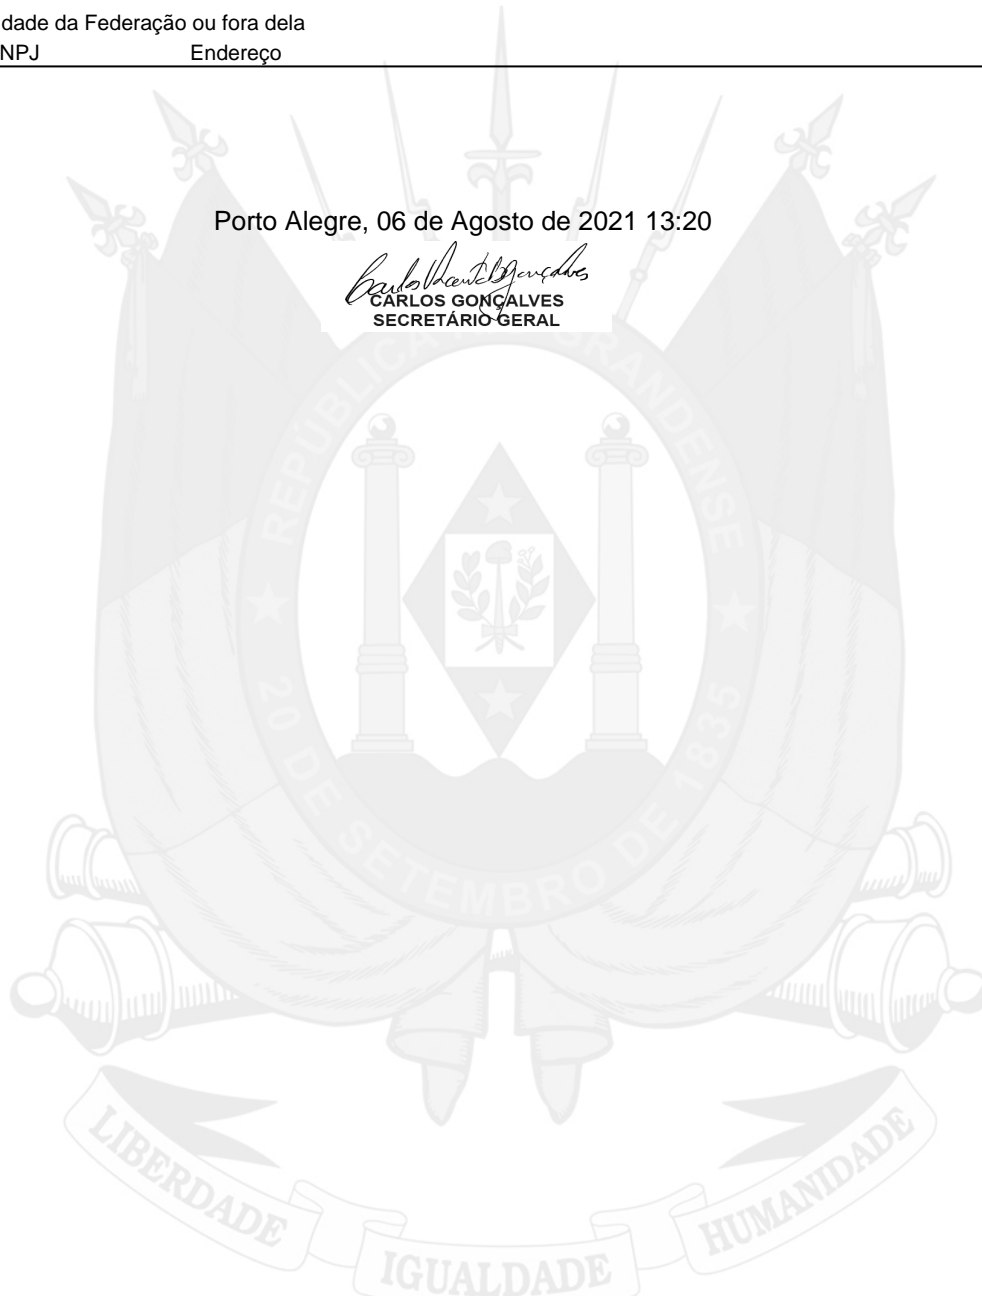 dade da Federação ou fora dela
NPJ Endereço
Porto Alegre, 06 de Agosto de 2021 13:20
CARLOS GONÇALVES
SECRETÁRIO GERAL
REPÚBLICA RIO-GRANDENSE
20 DE SETEMBRO DE 1835
LIBERDADE
IGUALDADE
HUMANIDADE